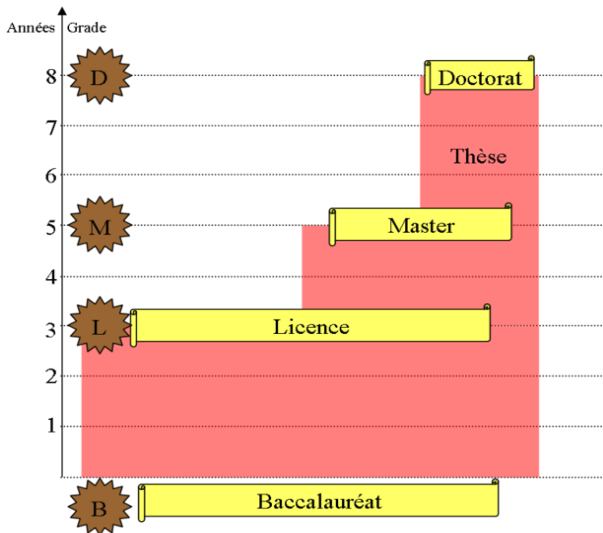 Années Grade
8 D Doctorat
7
Thèse
6
5 M Master
4
3 L Licence
2
1
B Baccalauréat